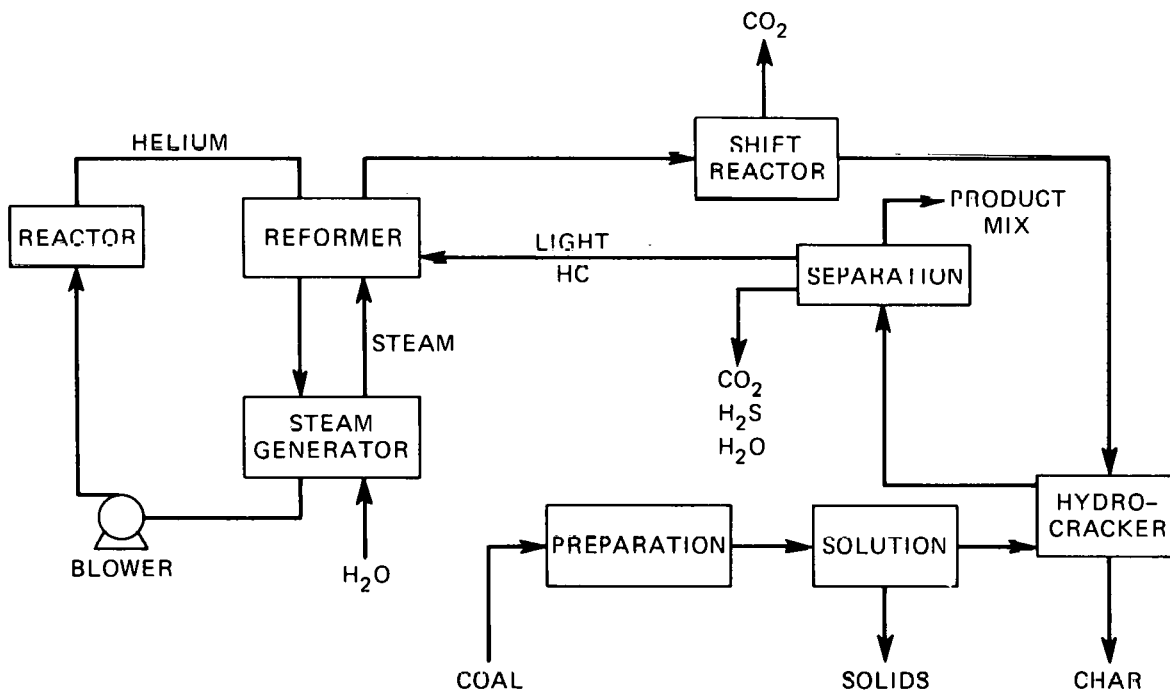 CO₂
HELIUM
SHIFT
REACTOR
REACTOR
REFORMER
LIGHT
HC
PRODUCT
MIX
SEPARATION
STEAM
CO₂
H₂S
H₂O
STEAM
GENERATOR
BLOWER
H₂O
PREPARATION
SOLUTION
HYDRO-
CRACKER
COAL
SOLIDS
CHAR